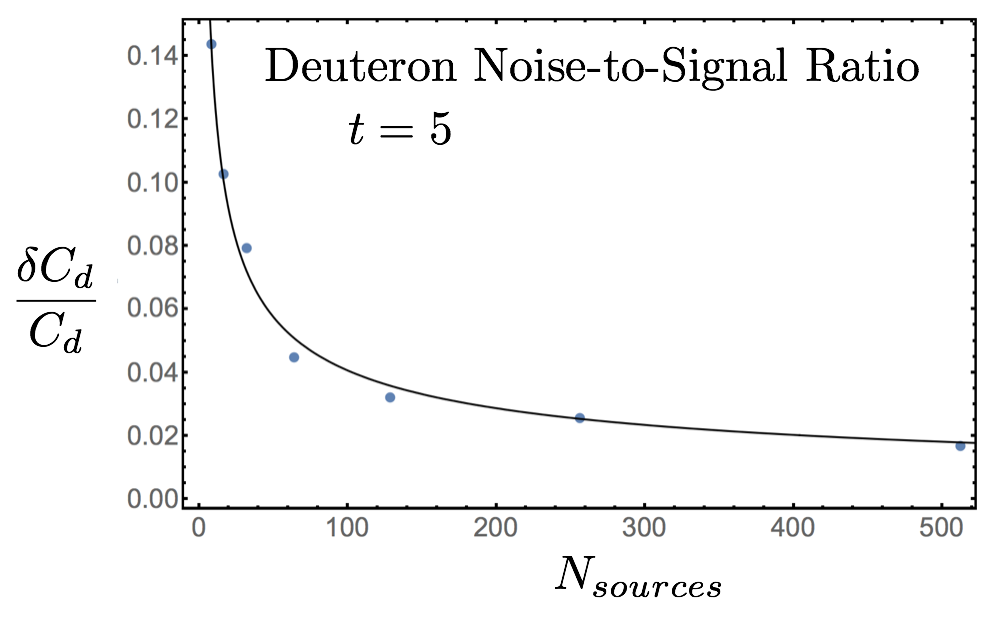 Deuteron Noise-to-Signal Ratio
t = 5
δC_d
C_d
0.14
0.12
0.10
0.08
0.06
0.04
0.02
0.00
0
100
200
300
400
500
N_sources